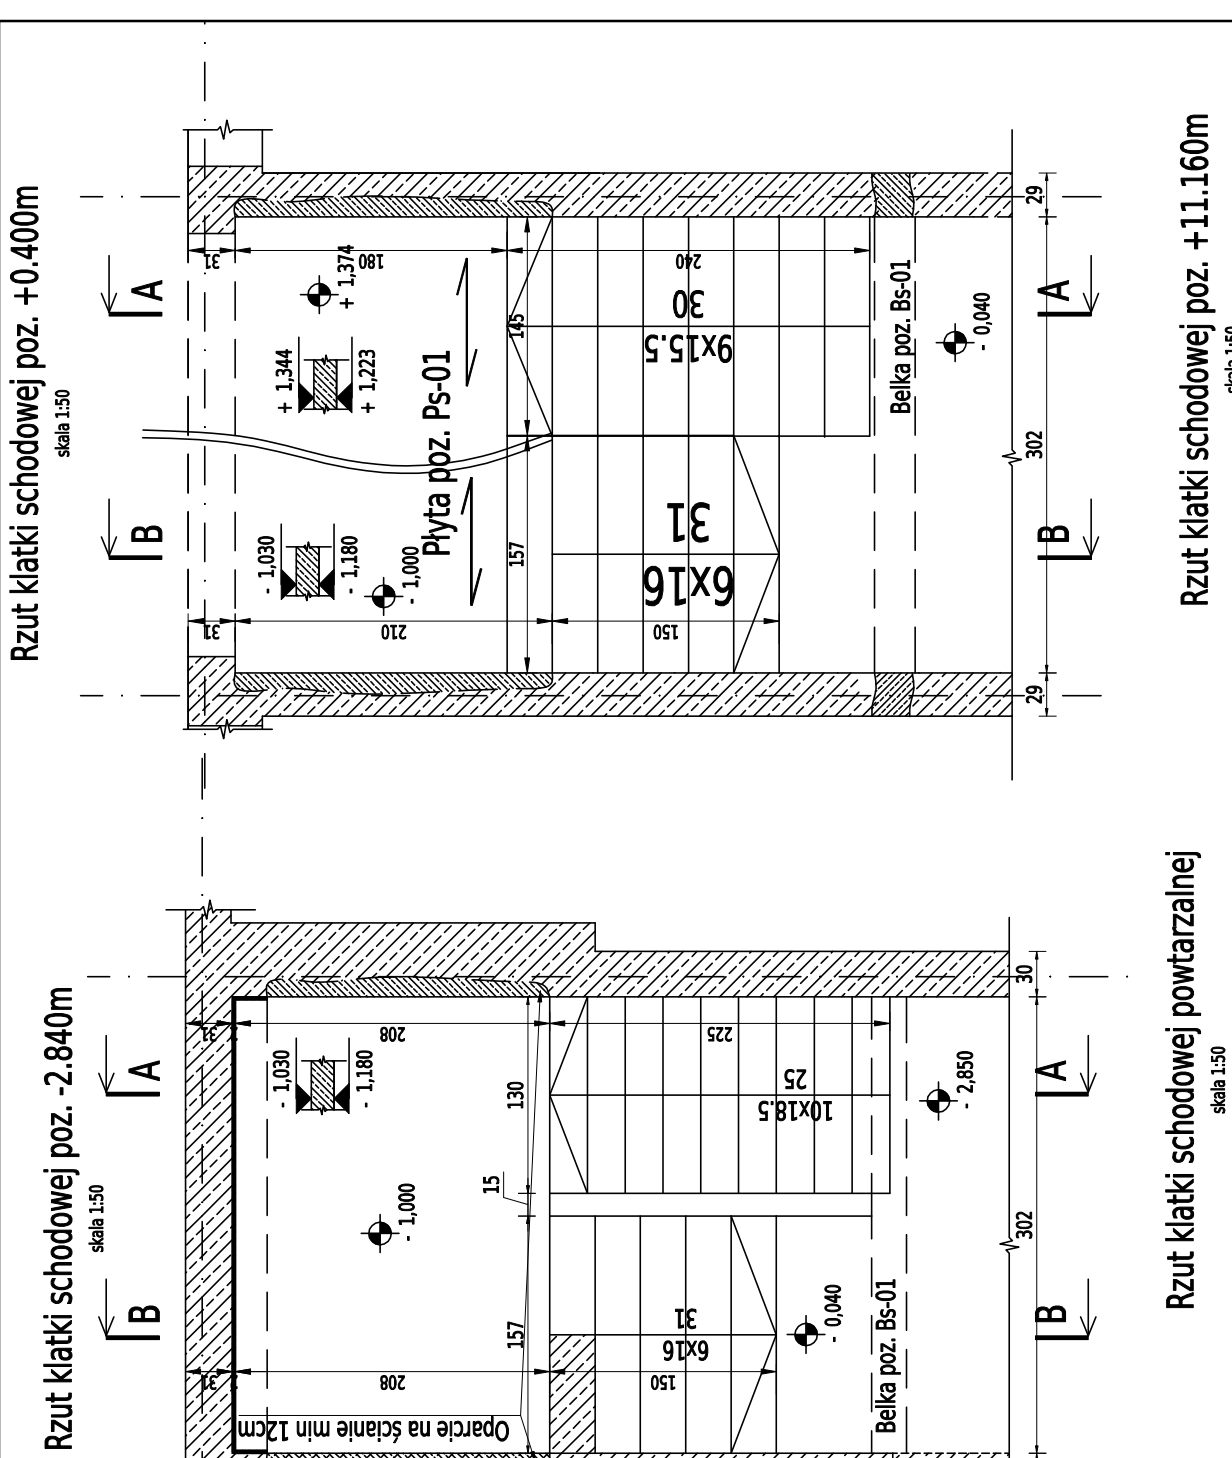 Rzut klatki schodowej poz. +0.400m
skala 1:50
A
B
31
180
240
+ 1,374
+ 1,344
+ 1,223
145
30
9x15.5
Belka poz. Bs-01
- 0,040
29
A
302
Płyta poz. Ps-01
- 1,030
- 1,180
- 1,000
157
31
6x16
31
210
150
B
29
Rzut klatki schodowej poz. +11.160m
skala 1:50
Rzut klatki schodowej poz. -2.840m
skala 1:50
A
B
31
208
225
- 1,030
- 1,180
130
25
10x18.5
- 2,850
30
A
15
- 1,000
302
157
31
6x16
- 0,040
Belka poz. Bs-01
B
31
208
150
Oparcie na ścianie min 12cm
Rzut klatki schodowej powtarzalnej
skala 1:50